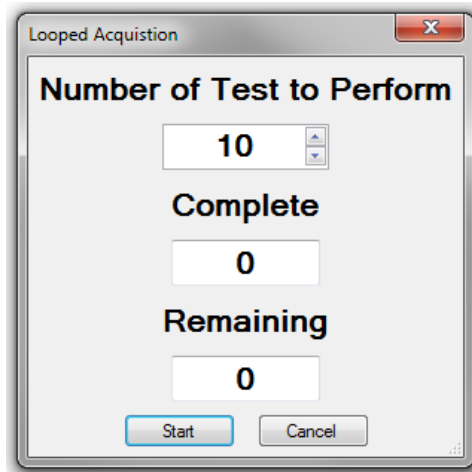 Looped Acquistion
Number of Test to Perform
10
Complete
0
Remaining
0
Start Cancel